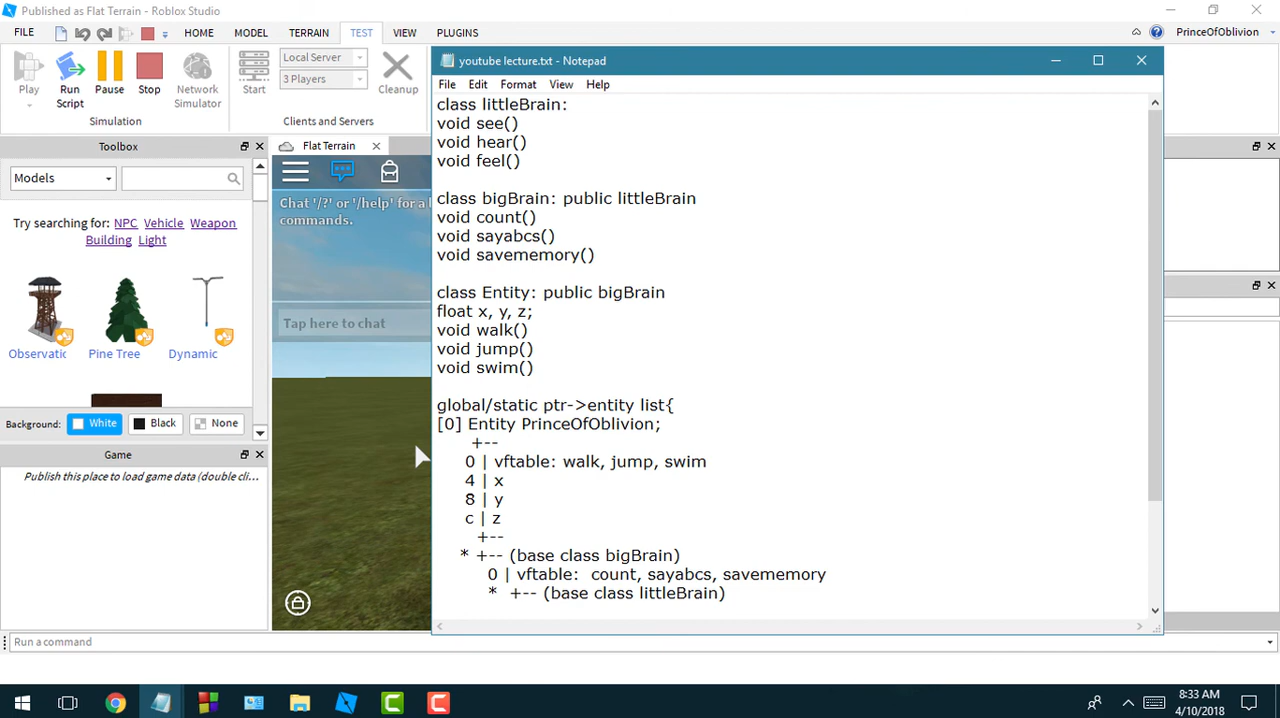 Published as Flat Terrain - Roblox Studio
FILE HOME MODEL TERRAIN TEST VIEW PLUGINS PrinceOfOblivion
Play
Run Script
Pause
Stop
Network Simulator
Simulation
Start
Local Server
3 Players
Cleanup
Clients and Servers
Toolbox
Models
Try searching for: NPC Vehicle Weapon
Building Light
Observatic
Pine Tree
Dynamic
Background: White Black None
Game
Publish this place to load game data (double cli...
Flat Terrain
Chat '/?' or '/help' for a l
commands.
Tap here to chat
youtube lecture.txt - Notepad
File Edit Format View Help
class littleBrain:
void see()
void hear()
void feel()
class bigBrain: public littleBrain
void count()
void sayabcs()
void savememory()
class Entity: public bigBrain
float x, y, z;
void walk()
void jump()
void swim()
global/static ptr->entity list{
[0] Entity PrinceOfOblivion;
+--
0 | vftable: walk, jump, swim
4 | x
8 | y
c | z
+--
* +-- (base class bigBrain)
0 | vftable: count, sayabcs, savememory
* +-- (base class littleBrain)
Run a command
8:33 AM
4/10/2018